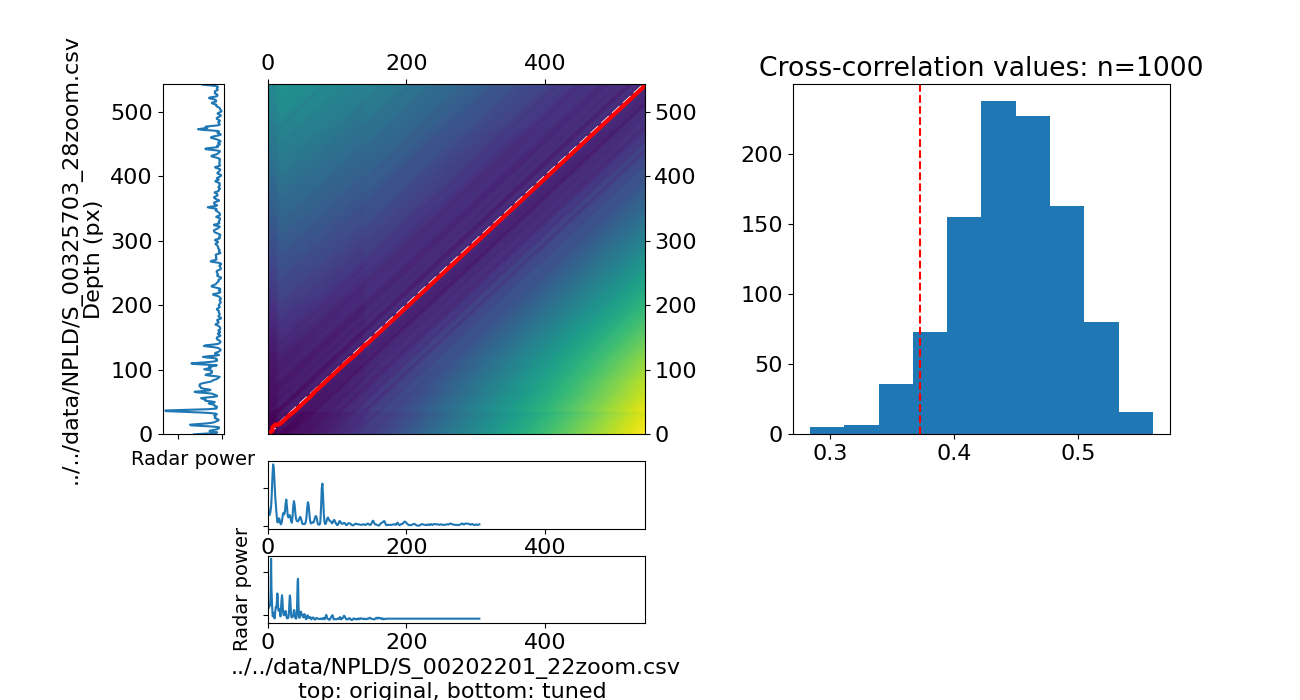 ../../data/NPLD/S_00325703_28zoom.csv
Depth (px)
500
400
300
200
100
0
Radar power
0 200 400
500
400
300
200
100
0
Cross-correlation values: n=1000
200
150
100
50
0
0.3 0.4 0.5
0 200 400
Radar power
0 200 400
../../data/NPLD/S_00202201_22zoom.csv
top: original, bottom: tuned